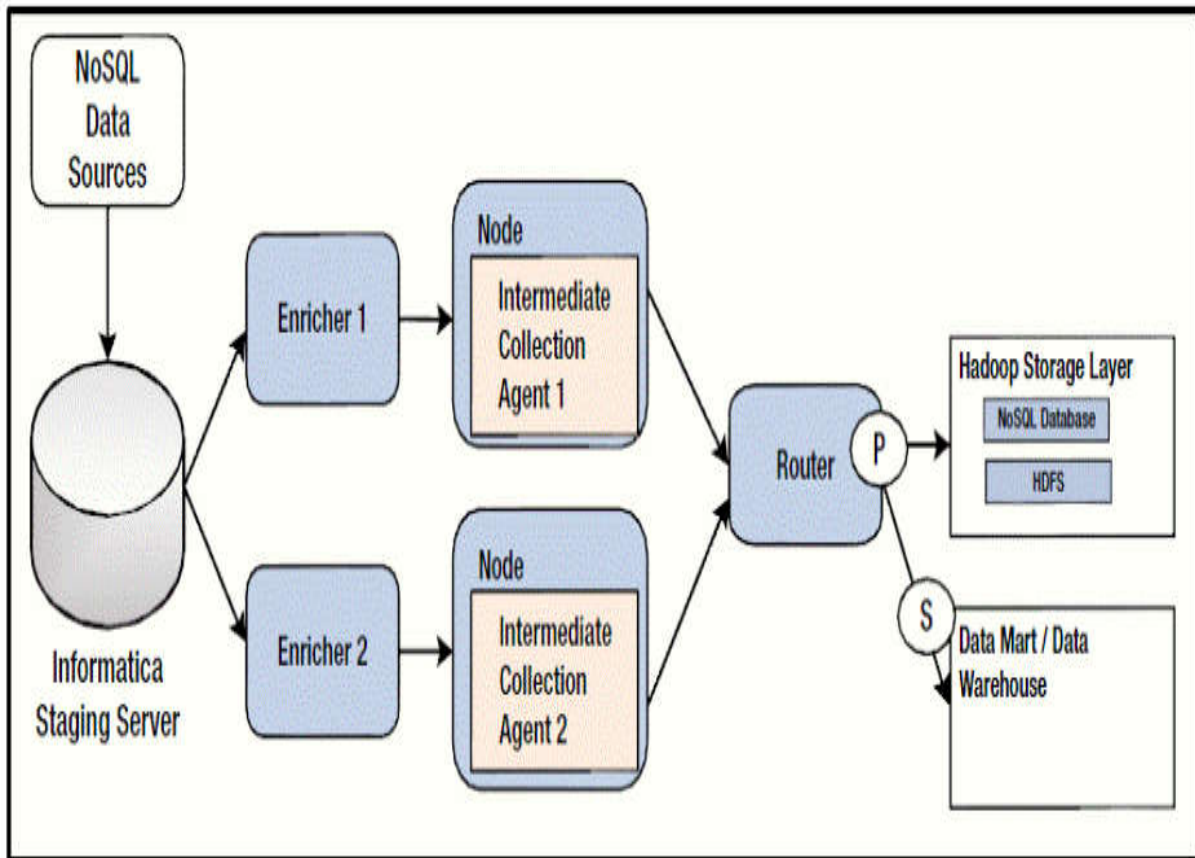 NoSQL
Data
Sources
Informatica
Staging Server
Enricher 1
Enricher 2
Node
Intermediate
Collection
Agent 1
Node
Intermediate
Collection
Agent 2
Router
P
S
Hadoop Storage Layer
NoSQL Database
HDFS
Data Mart / Data
Warehouse